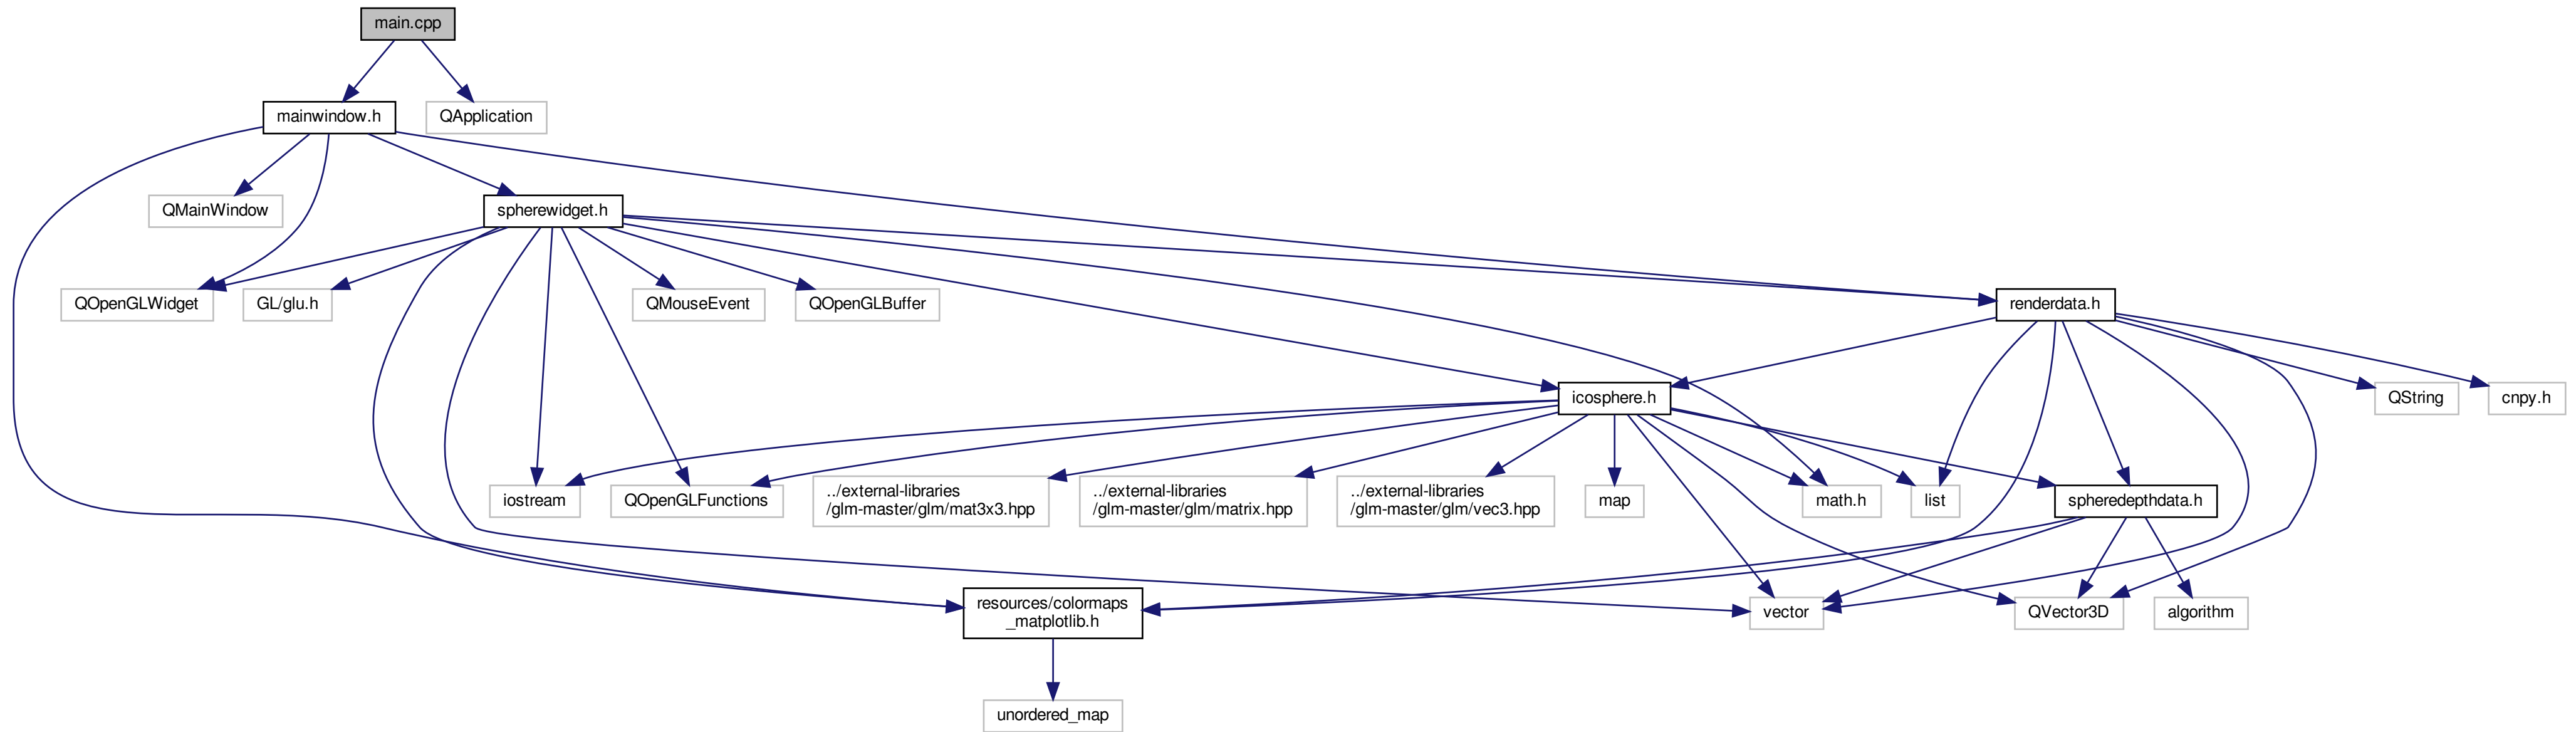 main.cpp
mainwindow.h
QApplication
QMainWindow
spherewidget.h
QOpenGLWidget
GL/glu.h
QMouseEvent
QOpenGLBuffer
renderdata.h
icosphere.h
QString
cnpy.h
iostream
QOpenGLFunctions
../external-libraries
/glm-master/glm/mat3x3.hpp
../external-libraries
/glm-master/glm/matrix.hpp
../external-libraries
/glm-master/glm/vec3.hpp
map
math.h
list
spheredepthdata.h
resources/colormaps
_matplotlib.h
vector
QVector3D
algorithm
unordered_map